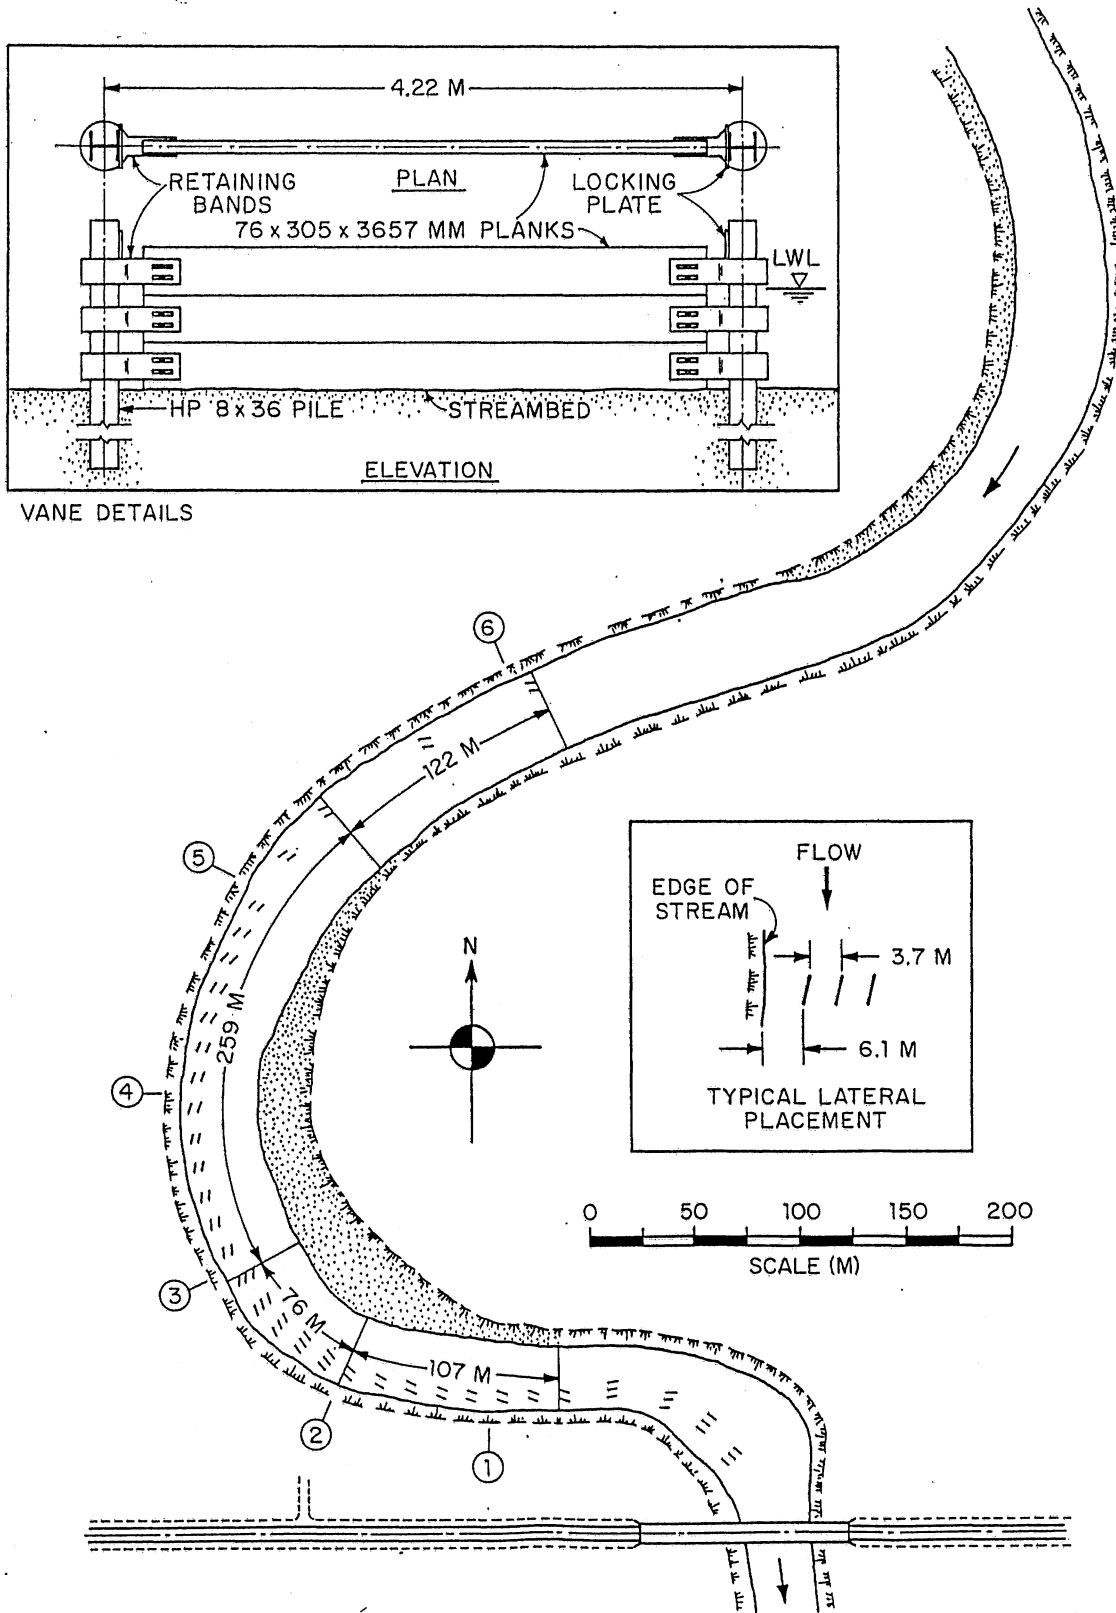 4.22 M
RETAINING
BANDS
PLAN
LOCKING
PLATE
76 x 305 x 3657 MM PLANKS
LWL
HP 8 x 36 PILE
STREAMBED
ELEVATION
VANE DETAILS
6
122 M
5
259 M
4
3
76 M
2
107 M
1
N
FLOW
EDGE OF
STREAM
3.7 M
6.1 M
TYPICAL LATERAL
PLACEMENT
0 50 100 150 200
SCALE (M)